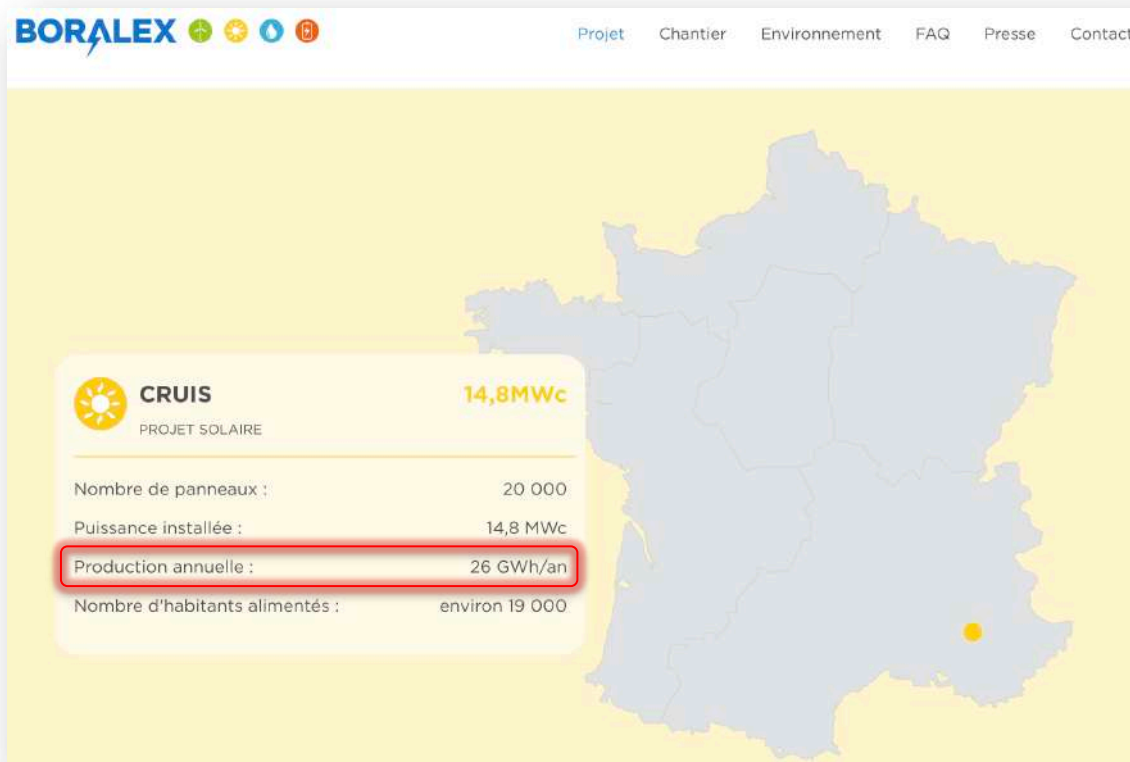 BORALEX
Projet Chantier Environnement FAQ Presse Contact
CRUIS 14,8MWc
PROJET SOLAIRE
Nombre de panneaux : 20 000
Puissance installée : 14,8 MWc
Production annuelle : 26 GWh/an
Nombre d'habitants alimentés : environ 19 000